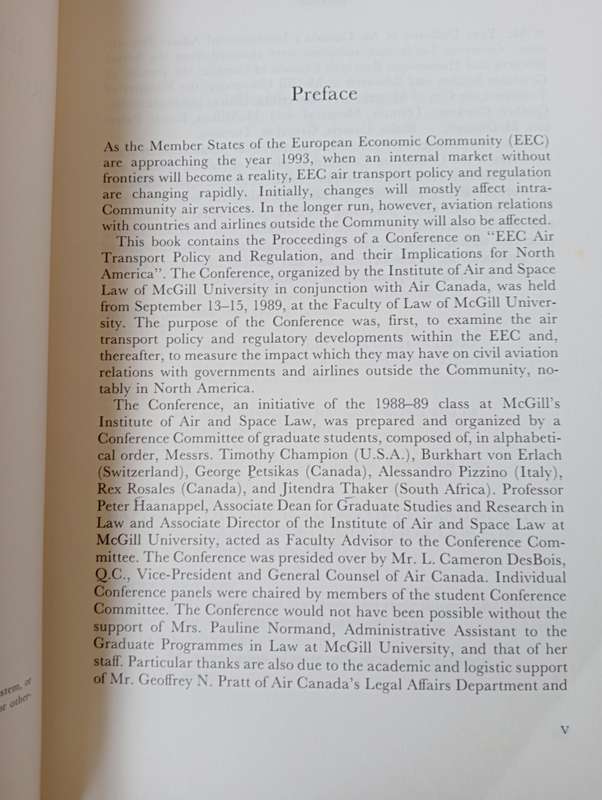 Preface
As the Member States of the European Economic Community (EEC)
are approaching the year 1993, when an internal market without
frontiers will become a reality, EEC air transport policy and regulation
are changing rapidly. Initially, changes will mostly affect intra-
Community air services. In the longer run, however, aviation relations
with countries and airlines outside the Community will also be affected.
This book contains the Proceedings of a Conference on "EEC Air
Transport Policy and Regulation, and their Implications for North
America". The Conference, organized by the Institute of Air and Space
Law of McGill University in conjunction with Air Canada, was held
from September 13–15, 1989, at the Faculty of Law of McGill Univer-
sity. The purpose of the Conference was, first, to examine the air
transport policy and regulatory developments within the EEC and,
thereafter, to measure the impact which they may have on civil aviation
relations with governments and airlines outside the Community, no-
tably in North America.
The Conference, an initiative of the 1988–89 class at McGill's
Institute of Air and Space Law, was prepared and organized by a
Conference Committee of graduate students, composed of, in alphabeti-
cal order, Messrs. Timothy Champion (U.S.A.), Burkhart von Erlach
(Switzerland), George Petsikas (Canada), Alessandro Pizzino (Italy),
Rex Rosales (Canada), and Jitendra Thaker (South Africa). Professor
Peter Haanappel, Associate Dean for Graduate Studies and Research in
Law and Associate Director of the Institute of Air and Space Law at
McGill University, acted as Faculty Advisor to the Conference Com-
mittee. The Conference was presided over by Mr. L. Cameron DesBois,
Q.C., Vice-President and General Counsel of Air Canada. Individual
Conference panels were chaired by members of the student Conference
Committee. The Conference would not have been possible without the
support of Mrs. Pauline Normand, Administrative Assistant to the
Graduate Programmes in Law at McGill University, and that of her
staff. Particular thanks are also due to the academic and logistic support
of Mr. Geoffrey N. Pratt of Air Canada's Legal Affairs Department and
v
stem, or
other-